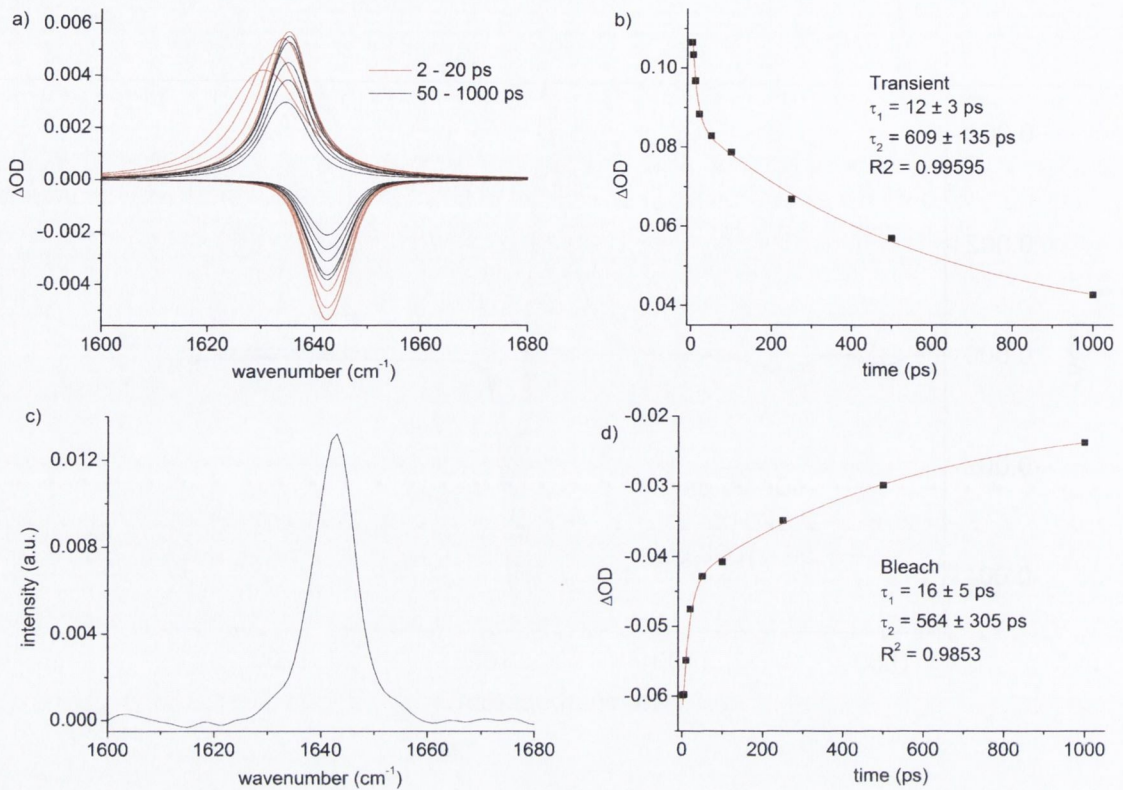 a)
0.006
0.004
0.002
0.000
-0.002
-0.004
ΔOD
2 - 20 ps
50 - 1000 ps
1600 1620 1640 1660 1680
wavenumber (cm⁻¹)
b)
0.10
0.08
0.06
0.04
ΔOD
Transient
τ₁ = 12 ± 3 ps
τ₂ = 609 ± 135 ps
R2 = 0.99595
0 200 400 600 800 1000
time (ps)
c)
0.012
0.008
0.004
0.000
intensity (a.u.)
1600 1620 1640 1660 1680
wavenumber (cm⁻¹)
d)
-0.02
-0.03
-0.04
-0.05
-0.06
ΔOD
Bleach
τ₁ = 16 ± 5 ps
τ₂ = 564 ± 305 ps
R² = 0.9853
0 200 400 600 800 1000
time (ps)